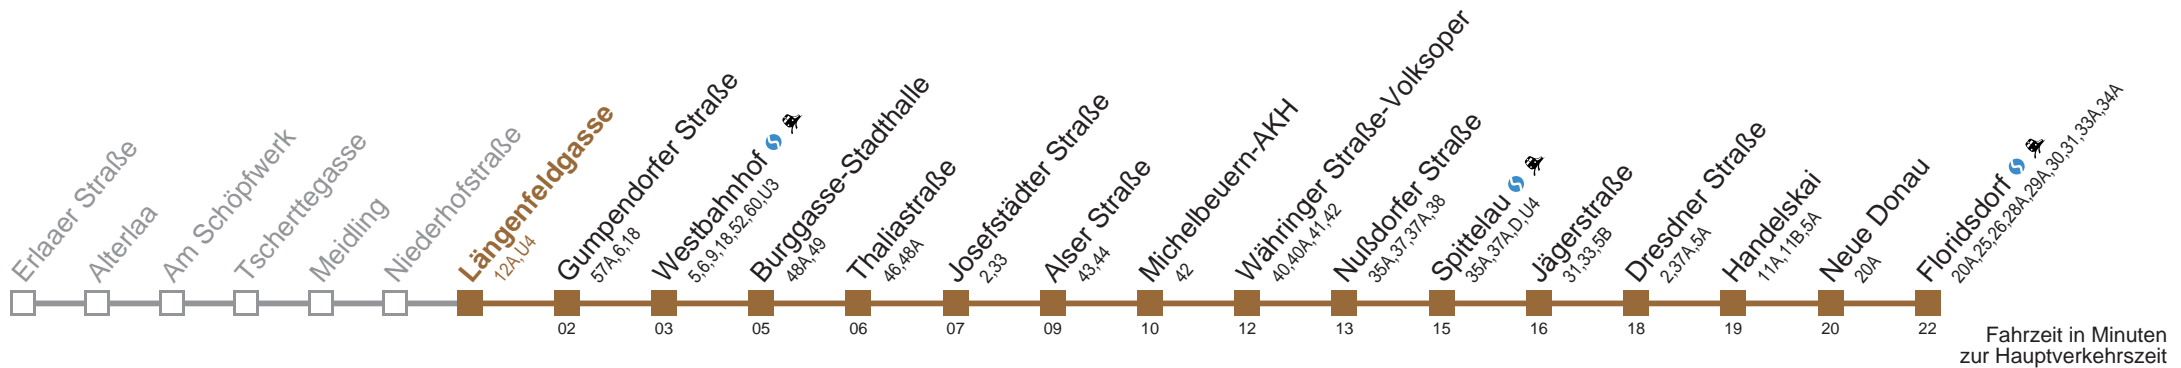 Erlaaer Straße
Alterlaa
Am Schöpfwerk
Tscherttegasse
Meidling
Niederhofstraße
Längenfeldgasse
12A,U4
Gumpendorfer Straße
57A,6,18
Westbahnhof
5,6,9,18,52,60,U3
Burggasse-Stadthalle
48A,49
Thaliastraße
46,48A
Josefstädter Straße
2,33
Alser Straße
43,44
Michelbeuern-AKH
42
Währinger Straße-Volksoper
40,40A,41,42
Nußdorfer Straße
35A,37,37A,38
Spittelau
35A,37A,D,U4
Jägerstraße
31,33,5B
Dresdner Straße
2,37A,5A
Handelskai
11A,11B,5A
Neue Donau
20A
Floridsdorf
20A,25,26,28A,29A,30,31,33A,34A
02 03 05 06 07 09 10 12 13 15 16 18 19 20 22
Fahrzeit in Minuten
zur Hauptverkehrszeit